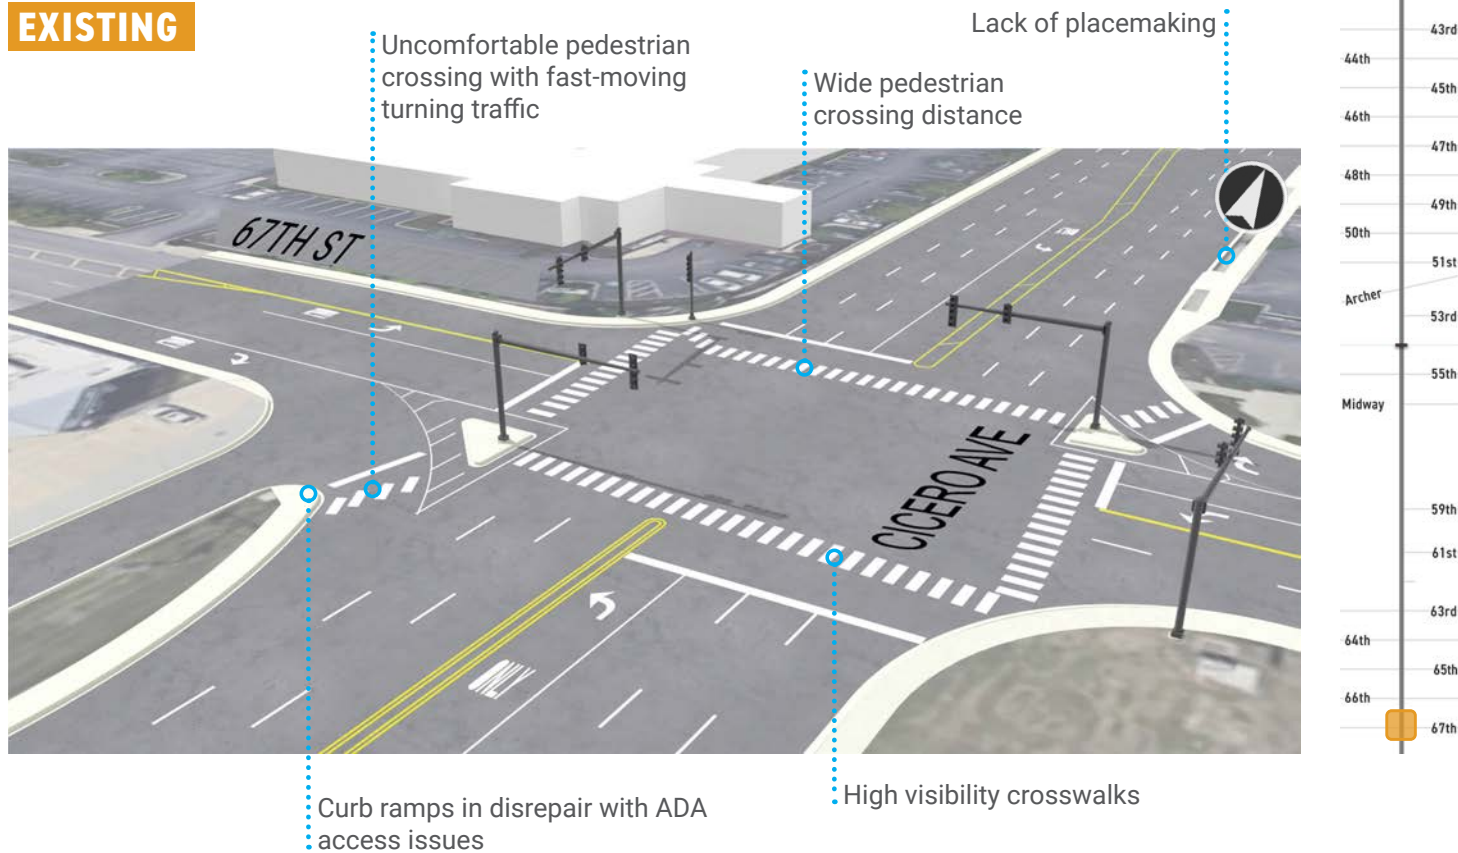 EXISTING
Uncomfortable pedestrian
crossing with fast-moving
turning traffic
Wide pedestrian
crossing distance
Lack of placemaking
67TH ST
CICERO AVE
ONLY
Curb ramps in disrepair with ADA
access issues
High visibility crosswalks
43rd
44th
45th
46th
47th
48th
49th
50th
51st
Archer
53rd
55th
Midway
59th
61st
63rd
64th
65th
66th
67th